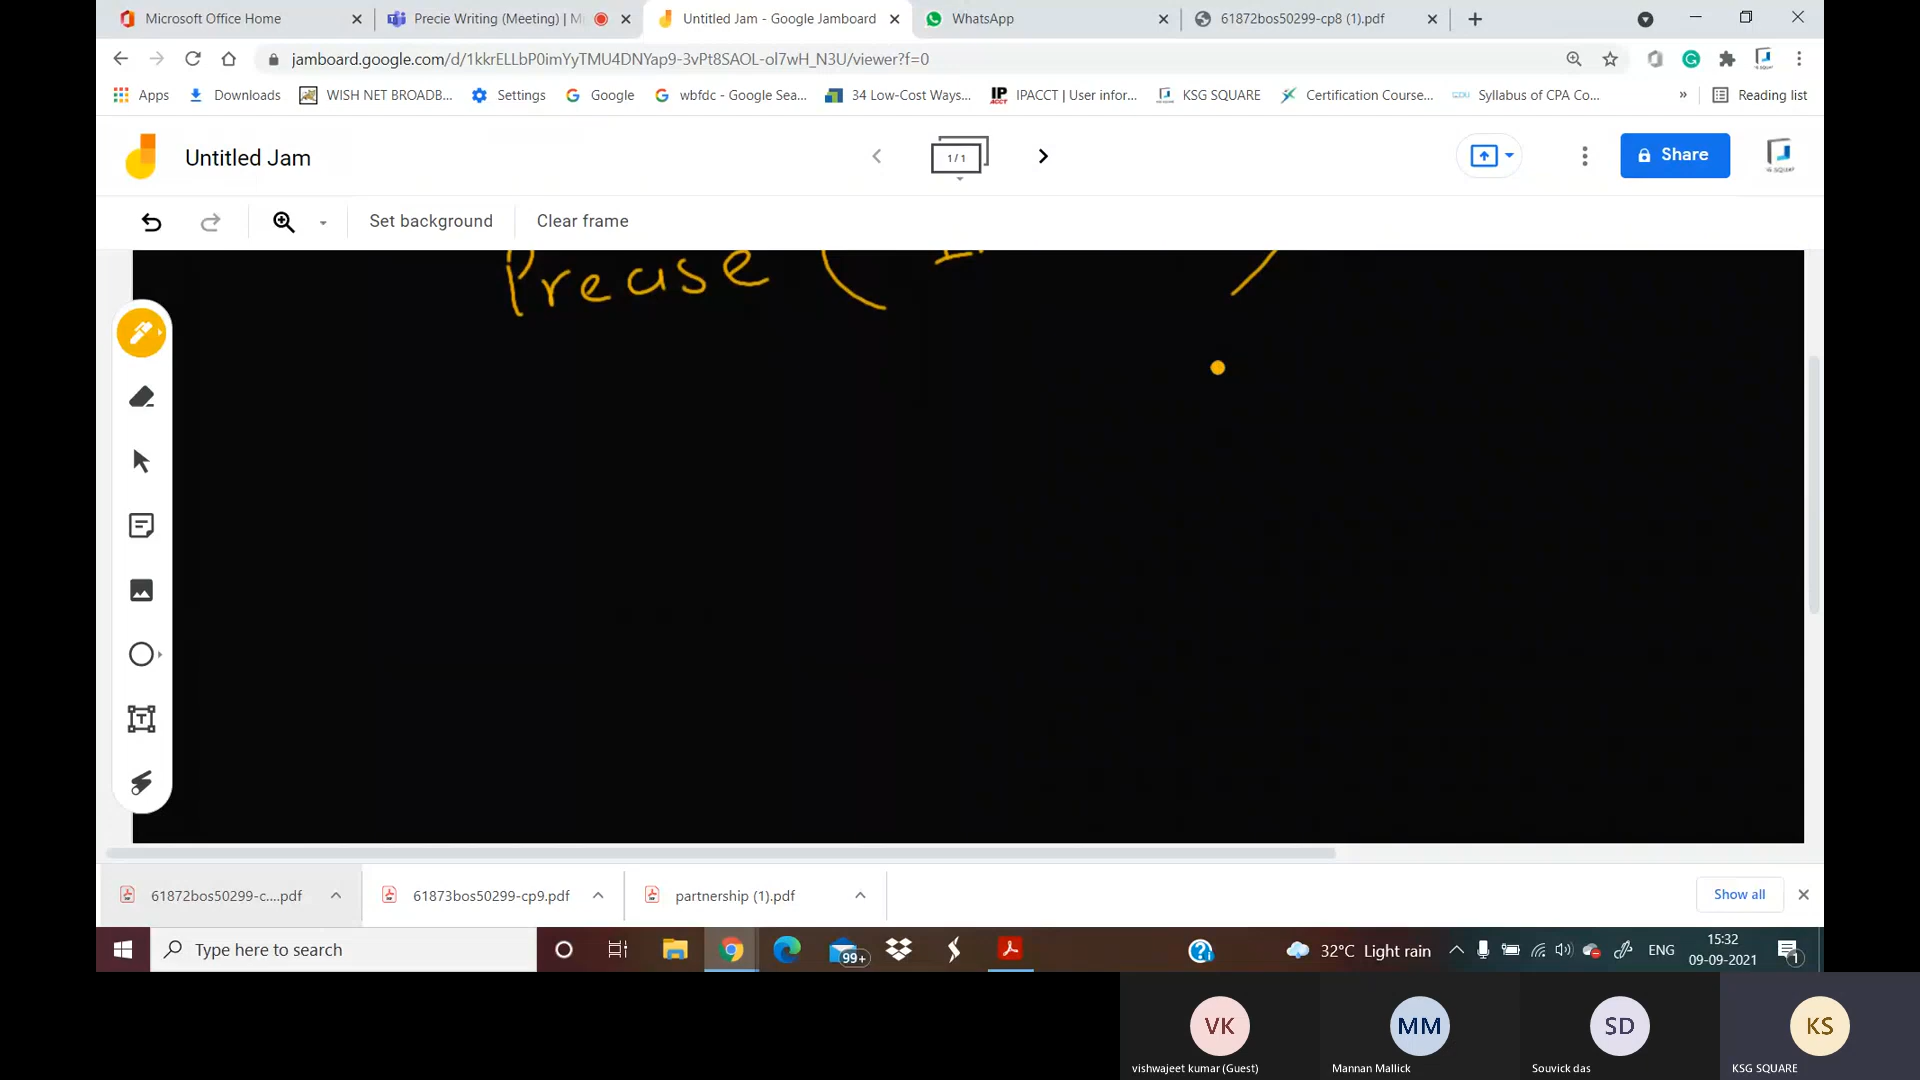 Microsoft Office Home
Precie Writing (Meeting) | M
Untitled Jam - Google Jamboard
WhatsApp
61872bos50299-cp8 (1).pdf
jamboard.google.com/d/1kkrELLbP0imYyTMU4DNYap9-3vPt8SAOL-ol7wH_N3U/viewer?f=0
Apps
Downloads
WISH NET BROADB...
Settings
Google
wbfdc - Google Sea...
34 Low-Cost Ways...
IPACCT | User infor...
KSG SQUARE
Certification Course...
Syllabus of CPA Co...
»
Reading list
Untitled Jam
1/1
Share
Set background
Clear frame
Precise (
)
61872bos50299-c....pdf
61873bos50299-cp9.pdf
partnership (1).pdf
Show all
Type here to search
99+
32°C Light rain
ENG
15:32
09-09-2021
1
VK
MM
SD
KS
vishwajeet kumar (Guest)
Mannan Mallick
Souvick das
KSG SQUARE